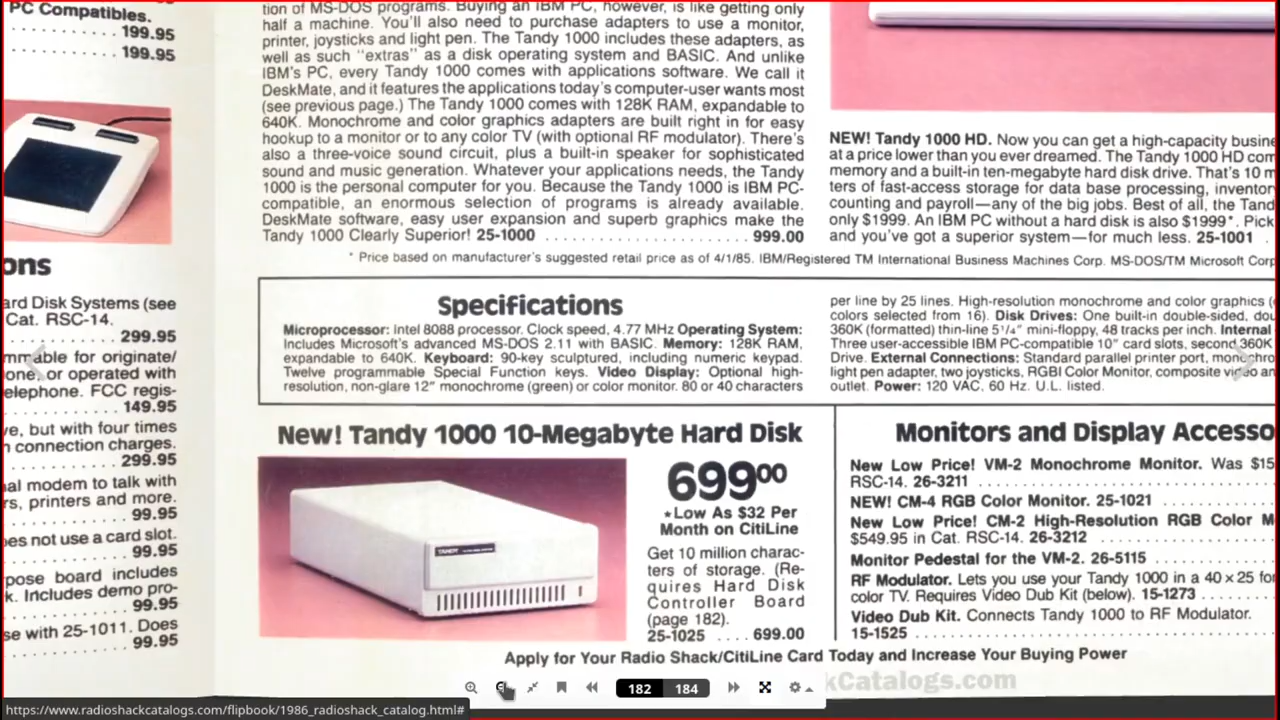 PC Compatibles.
199.95
199.95
ons
ard Disk Systems (see
Cat. RSC-14.
299.95
mmable for originate/
one, or operated with
elephone. FCC regis-
149.95
ve, but with four times
n connection charges.
299.95
al modem to talk with
rs, printers and more.
99.95
oes not use a card slot.
99.95
pose board includes
k. Includes demo pro-
99.95
se with 25-1011. Does
99.95
tion of MS-DOS programs. Buying an IBM PC, however, is like getting only
half a machine. You'll also need to purchase adapters to use a monitor,
printer, joysticks and light pen. The Tandy 1000 includes these adapters, as
well as such "extras" as a disk operating system and BASIC. And unlike
IBM's PC, every Tandy 1000 comes with applications software. We call it
DeskMate, and it features the applications today's computer-user wants most
(see previous page.) The Tandy 1000 comes with 128K RAM, expandable to
640K. Monochrome and color graphics adapters are built right in for easy
hookup to a monitor or to any color TV (with optional RF modulator). There's
also a three-voice sound circuit, plus a built-in speaker for sophisticated
sound and music generation. Whatever your applications needs, the Tandy
1000 is the personal computer for you. Because the Tandy 1000 is IBM PC-
compatible, an enormous selection of programs is already available.
DeskMate software, easy user expansion and superb graphics make the
Tandy 1000 Clearly Superior! 25-1000 ........................ 999.00
NEW! Tandy 1000 HD. Now you can get a high-capacity busine
at a price lower than you ever dreamed. The Tandy 1000 HD com
memory and a built-in ten-megabyte hard disk drive. That's 10 m
ters of fast-access storage for data base processing, inventor
counting and payroll—any of the big jobs. Best of all, the Tand
only $1999. An IBM PC without a hard disk is also $1999*. Pick
and you've got a superior system—for much less. 25-1001 .
* Price based on manufacturer's suggested retail price as of 4/1/85. IBM/Registered TM International Business Machines Corp. MS-DOS/TM Microsoft Corp
Specifications
Microprocessor: Intel 8088 processor. Clock speed, 4.77 MHz Operating System:
Includes Microsoft's advanced MS-DOS 2.11 with BASIC. Memory: 128K RAM,
expandable to 640K. Keyboard: 90-key sculptured, including numeric keypad.
Twelve programmable Special Function keys. Video Display: Optional high-
resolution, non-glare 12" monochrome (green) or color monitor. 80 or 40 characters
per line by 25 lines. High-resolution monochrome and color graphics (
colors selected from 16). Disk Drives: One built-in double-sided, dou
360K (formatted) thin-line 5¼" mini-floppy, 48 tracks per inch. Internal
Three user-accessible IBM PC-compatible 10" card slots, second 360K
Drive. External Connections: Standard parallel printer port, monochro
light pen adapter, two joysticks, RGBI Color Monitor, composite video an
outlet. Power: 120 VAC, 60 Hz. U.L. listed.
New! Tandy 1000 10-Megabyte Hard Disk
TANDY
699⁰⁰
★Low As $32 Per
Month on CitiLine
Get 10 million charac-
ters of storage. (Re-
quires Hard Disk
Controller Board
(page 182).
25-1025 .... 699.00
Monitors and Display Accesso
New Low Price! VM-2 Monochrome Monitor. Was $15
RSC-14. 26-3211
NEW! CM-4 RGB Color Monitor. 25-1021
New Low Price! CM-2 High-Resolution RGB Color M
$549.95 in Cat. RSC-14. 26-3212
Monitor Pedestal for the VM-2. 26-5115
RF Modulator. Lets you use your Tandy 1000 in a 40×25 for
color TV. Requires Video Dub Kit (below). 15-1273
Video Dub Kit. Connects Tandy 1000 to RF Modulator.
15-1525
Apply for Your Radio Shack/CitiLine Card Today and Increase Your Buying Power
kCatalogs.com
182 184
https://www.radioshackcatalogs.com/flipbook/1986_radioshack_catalog.html#